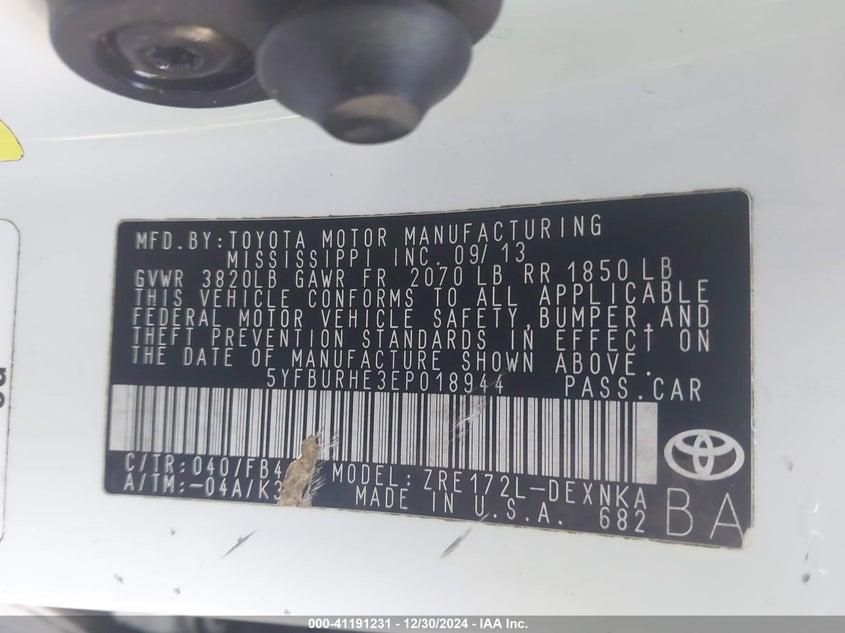 MFD.BY:TOYOTA MOTOR MANUFACTURING
MISSISSIPPI INC. 09/13
GVWR 3820LB GAWR FR 2070 LB RR 1850 LB
THIS VEHICLE CONFORMS TO ALL APPLICABLE
FEDERAL MOTOR VEHICLE SAFETY,BUMPER,AND
THEFT PREVENTION STANDARDS IN EFFECT ON
THE DATE OF MANUFACTURE SHOWN ABOVE.
5YFBURHE3EP018944 PASS.CAR
C/TR:040/FB4 MODEL:ZRE172L-DEXNKA
A/TM:-04A/K3 MADE IN U.S.A. 682
BA
000-41191231 - 12/30/2024 - IAA Inc.